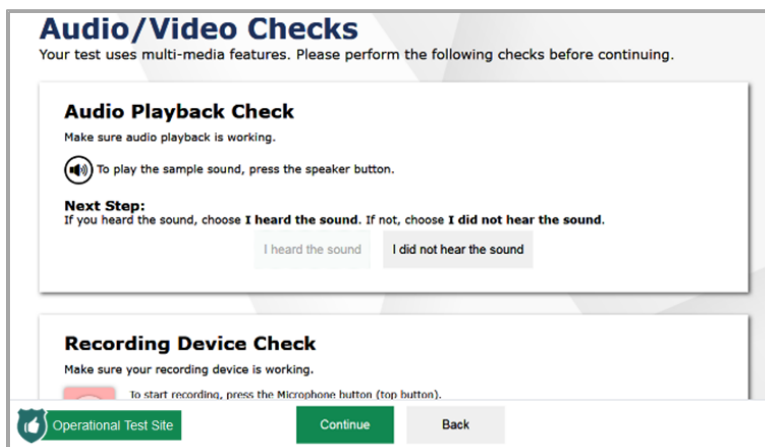 Audio/Video Checks
Your test uses multi-media features. Please perform the following checks before continuing.
Audio Playback Check
Make sure audio playback is working.
To play the sample sound, press the speaker button.
Next Step:
If you heard the sound, choose I heard the sound. If not, choose I did not hear the sound.
I heard the sound I did not hear the sound
Recording Device Check
Make sure your recording device is working.
To start recording, press the Microphone button (top button).
Operational Test Site Continue Back